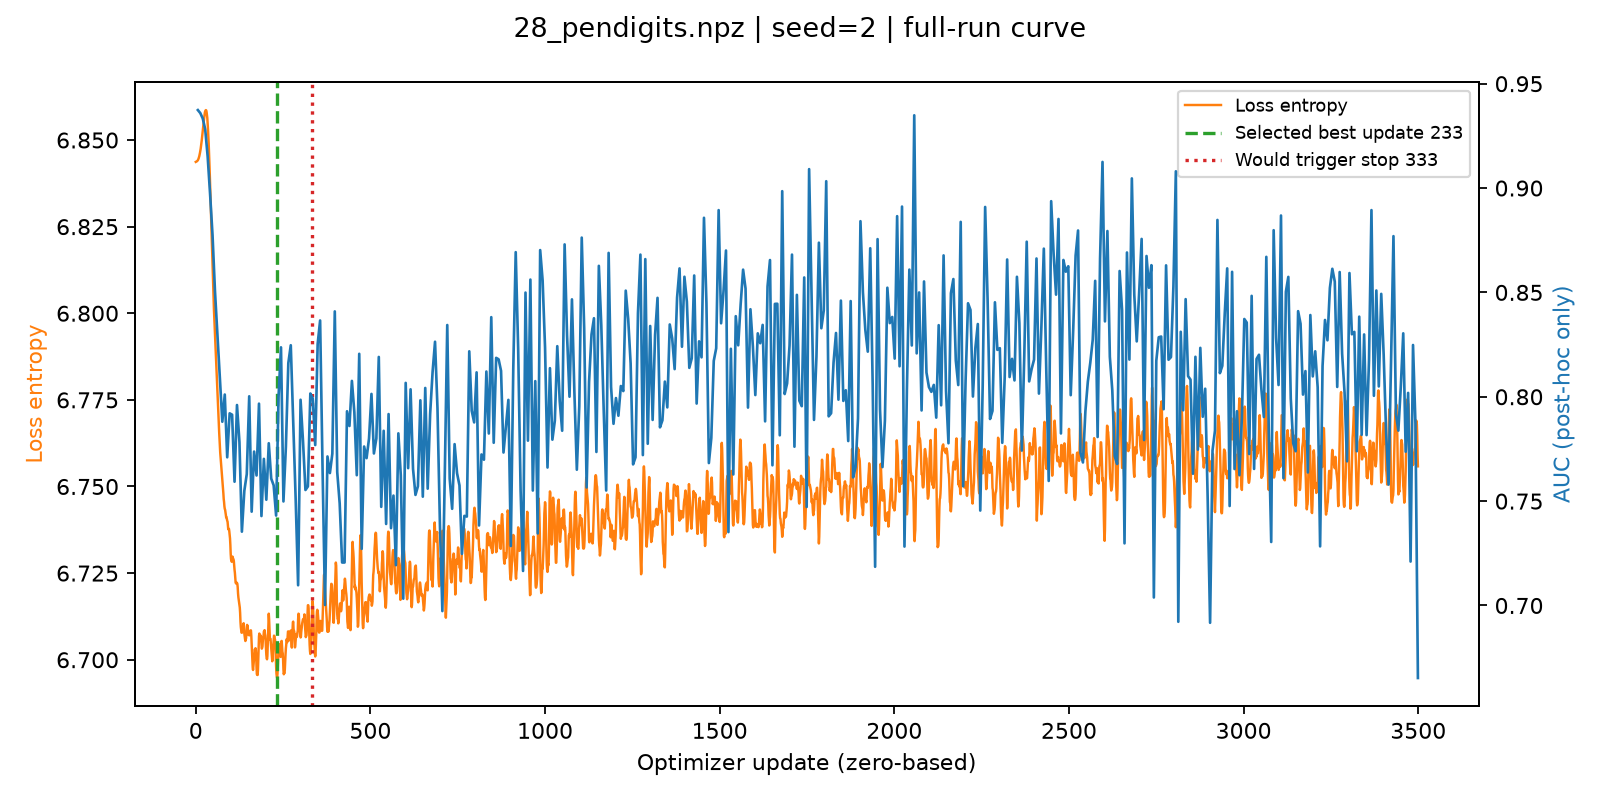 28_pendigits.npz | seed=2 | full-run curve
Loss entropy
Selected best update 233
Would trigger stop 333
6.850
6.825
6.800
6.775
6.750
6.725
6.700
Loss entropy
0.95
0.90
0.85
0.80
0.75
0.70
AUC (post-hoc only)
0 500 1000 1500 2000 2500 3000 3500
Optimizer update (zero-based)